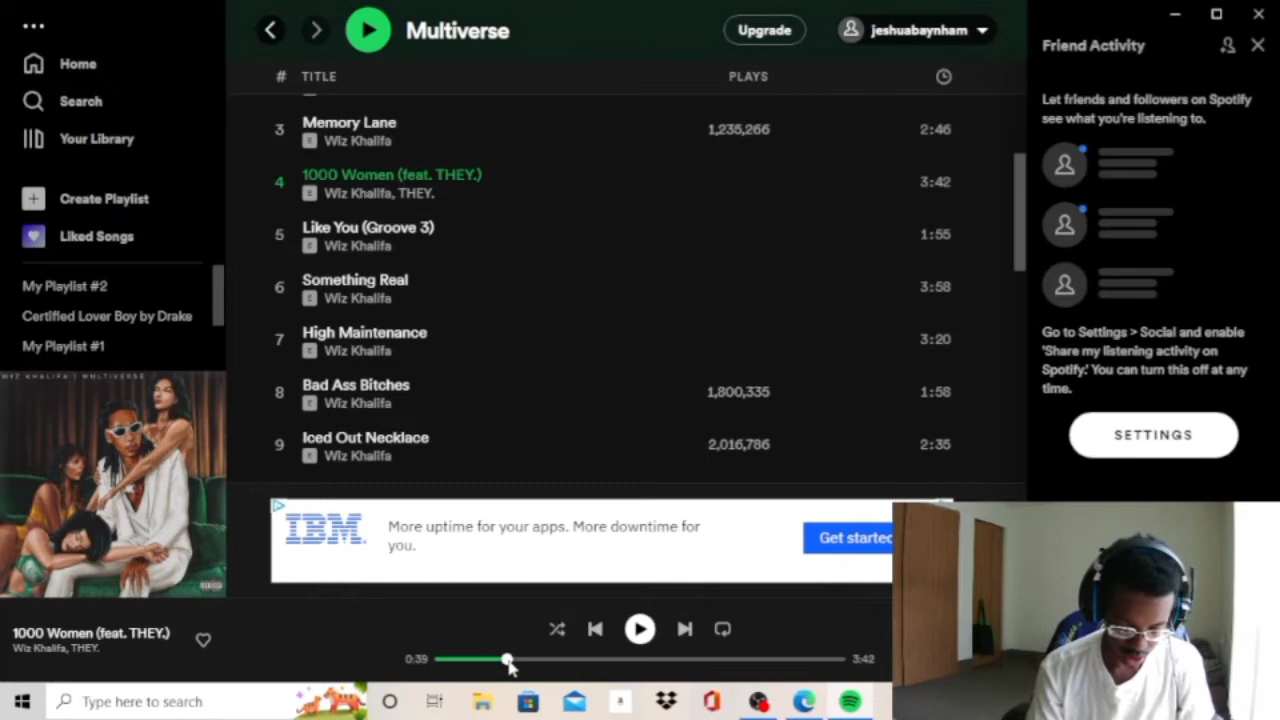 Home
Search
Your Library
Create Playlist
Liked Songs
My Playlist #2
Certified Lover Boy by Drake
My Playlist #1
WIZ KHALIFA | MULTIVERSE
1000 Women (feat. THEY.)
Wiz Khalifa, THEY.
Multiverse
Upgrade
jeshuabaynham
# TITLE PLAYS
3 Memory Lane 1,235,266 2:46
E Wiz Khalifa
4 1000 Women (feat. THEY.) 3:42
E Wiz Khalifa, THEY.
5 Like You (Groove 3) 1:55
E Wiz Khalifa
6 Something Real 3:58
E Wiz Khalifa
7 High Maintenance 3:20
E Wiz Khalifa
8 Bad Ass Bitches 1,800,335 1:58
E Wiz Khalifa
9 Iced Out Necklace 2,016,786 2:35
E Wiz Khalifa
IBM.
More uptime for your apps. More downtime for
you.
Get started
0:39 3:42
Friend Activity
Let friends and followers on Spotify
see what you're listening to.
Go to Settings > Social and enable
'Share my listening activity on
Spotify.' You can turn this off at any
time.
SETTINGS
Type here to search